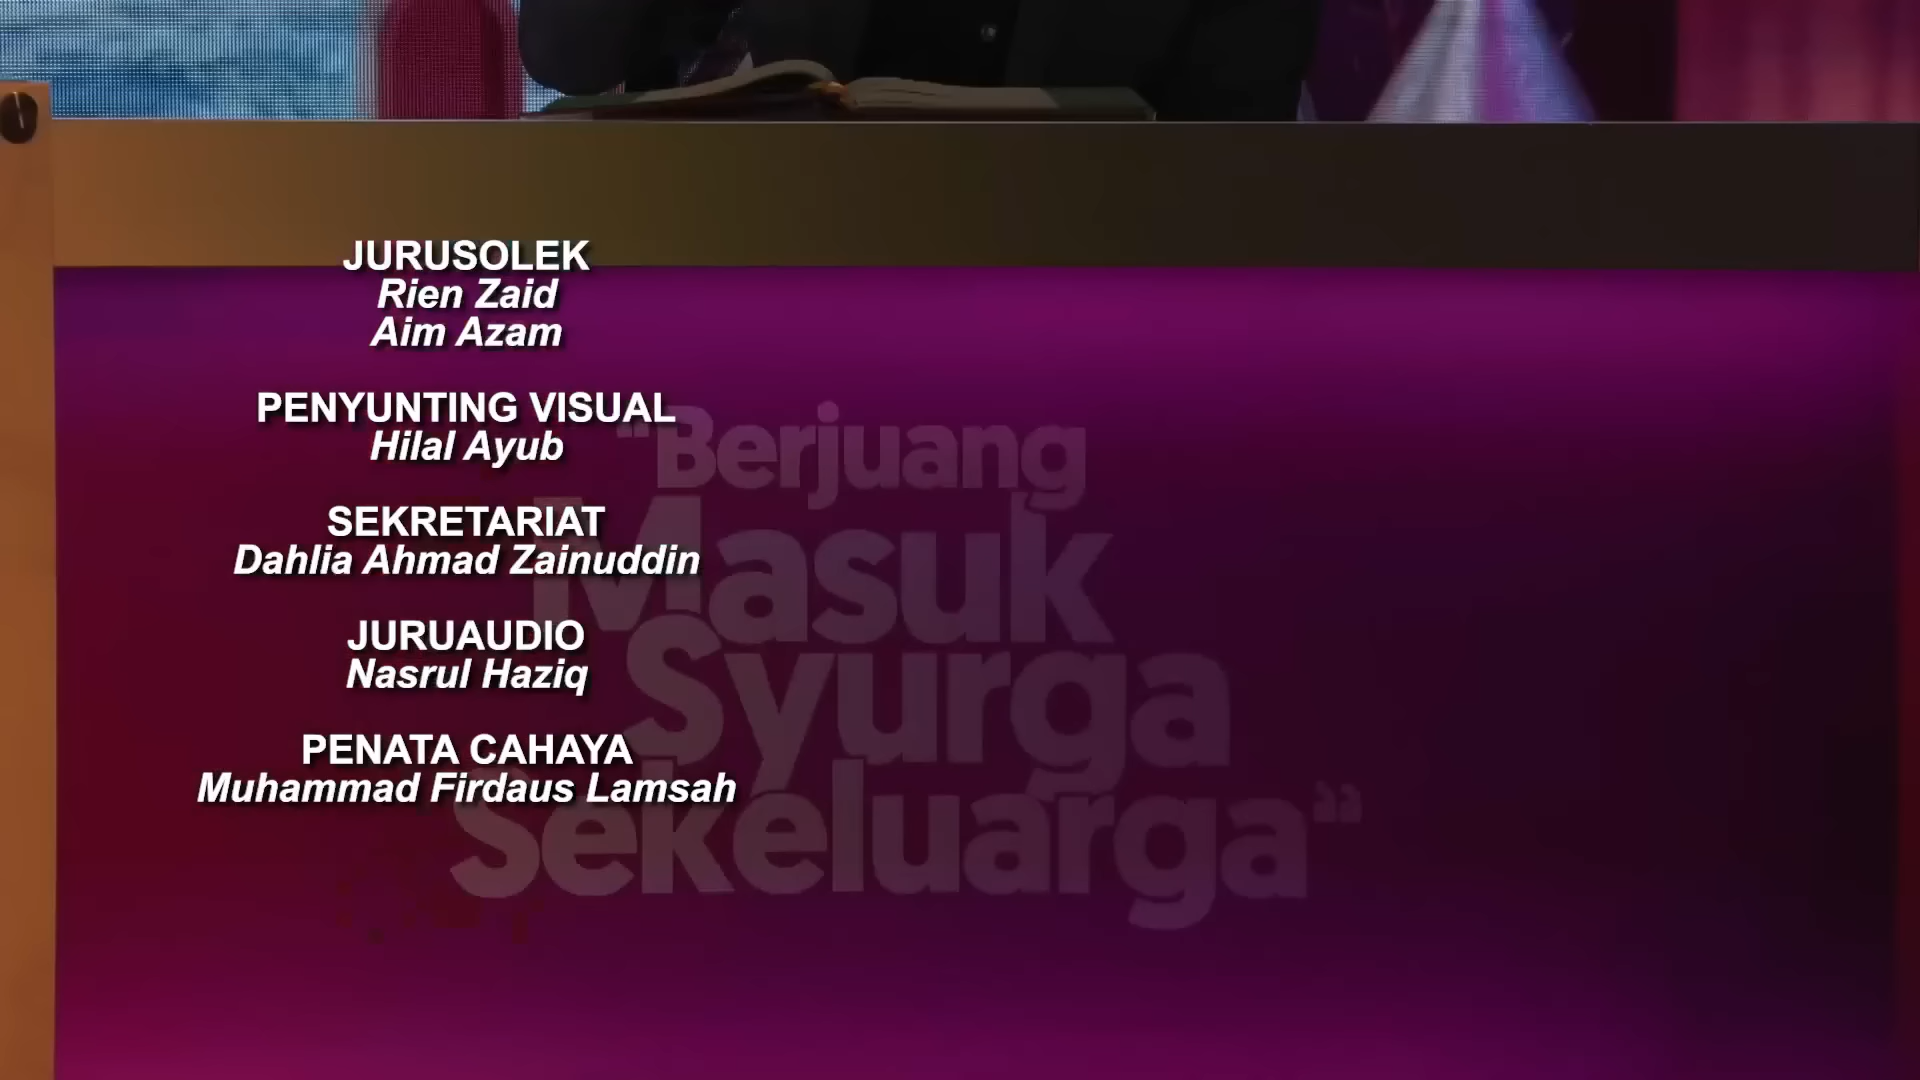 JURUSOLEK
Rien Zaid
Aim Azam
PENYUNTING VISUAL
Hilal Ayub
SEKRETARIAT
Dahlia Ahmad Zainuddin
JURUAUDIO
Nasrul Haziq
PENATA CAHAYA
Muhammad Firdaus Lamsah
“Berjuang
Masuk
Syurga
Sekeluarga“